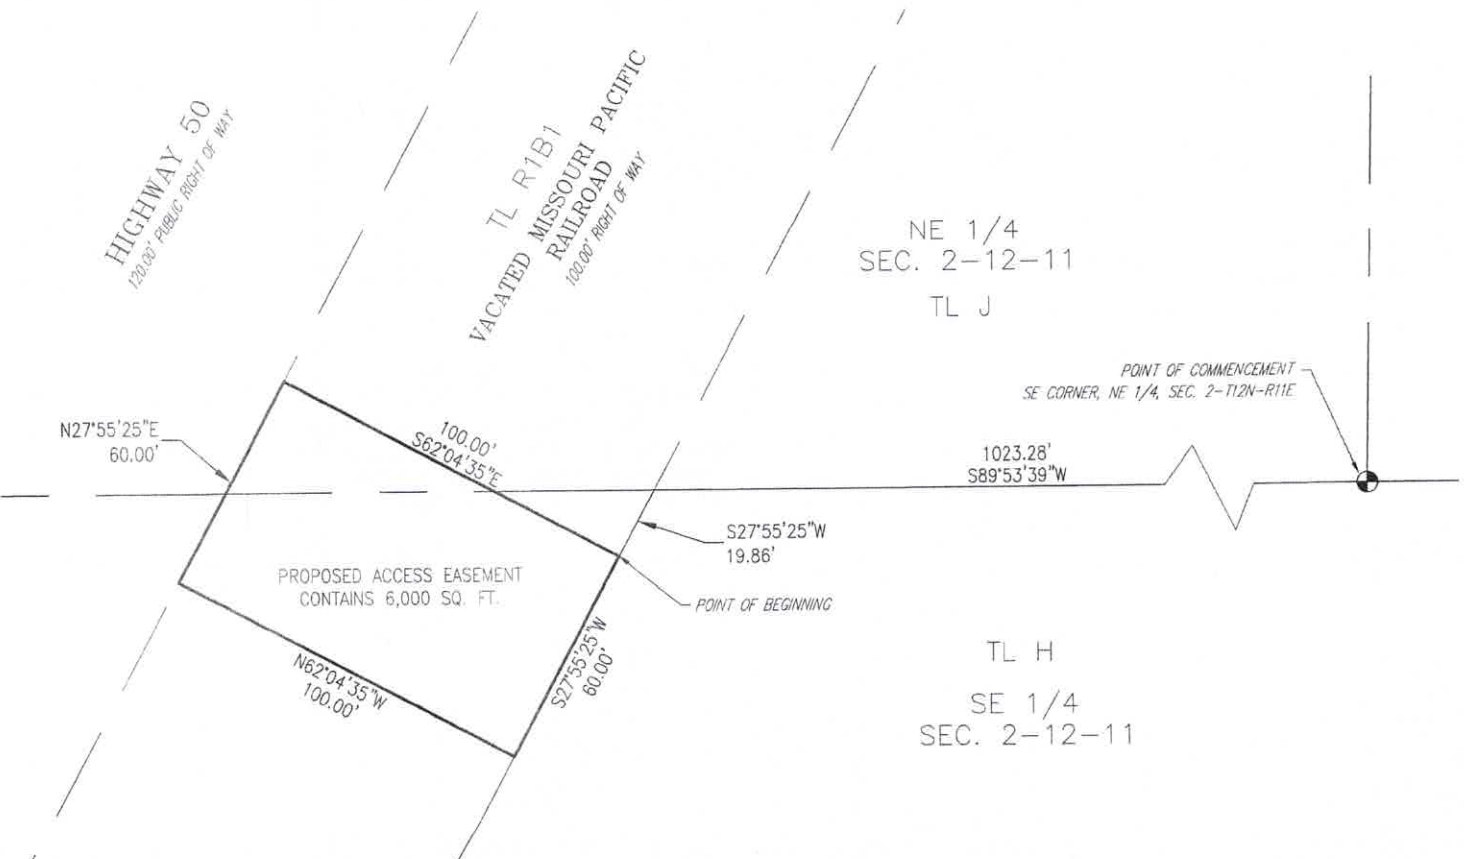 HIGHWAY 50
120.00' PUBLIC RIGHT OF WAY
TL R1B1
VACATED MISSOURI PACIFIC
RAILROAD
100.00' RIGHT OF WAY
NE 1/4
SEC. 2-12-11
TL J
POINT OF COMMENCEMENT
SE CORNER, NE 1/4, SEC. 2-T12N-R11E
N27°55'25"E
60.00'
100.00'
S62°04'35"E
1023.28'
S89°53'39"W
S27°55'25"W
19.86'
PROPOSED ACCESS EASEMENT
CONTAINS 6,000 SQ. FT.
POINT OF BEGINNING
N62°04'35"W
100.00'
S27°55'25"W
60.00'
TL H
SE 1/4
SEC. 2-12-11